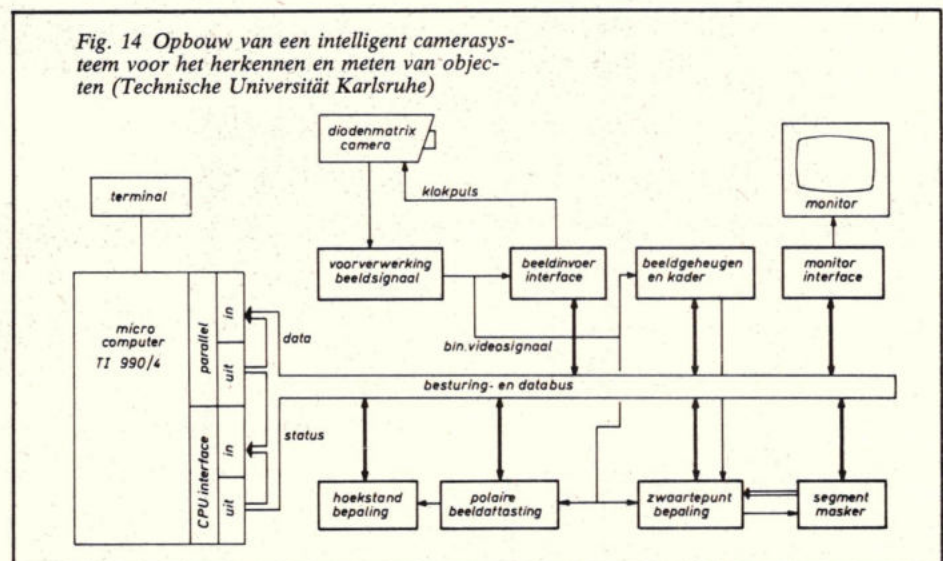 Fig. 14 Opbouw van een intelligent camerasys-
teem voor het herkennen en meten van objec-
ten (Technische Universität Karlsruhe)
diodenmatrix
camera
klokpuls
terminal
monitor
voorverwerking
beeldsignaal
beeldinvoer
interface
beeldgeheugen
en kader
monitor
interface
micro
computer
TI 990/4
parallel
in
uit
data
bin.videosignaal
besturing- en databus
CPU interface
in
uit
status
hoekstand
bepaling
polaire
beeldaftasting
zwaartepunt
bepaling
segment
masker